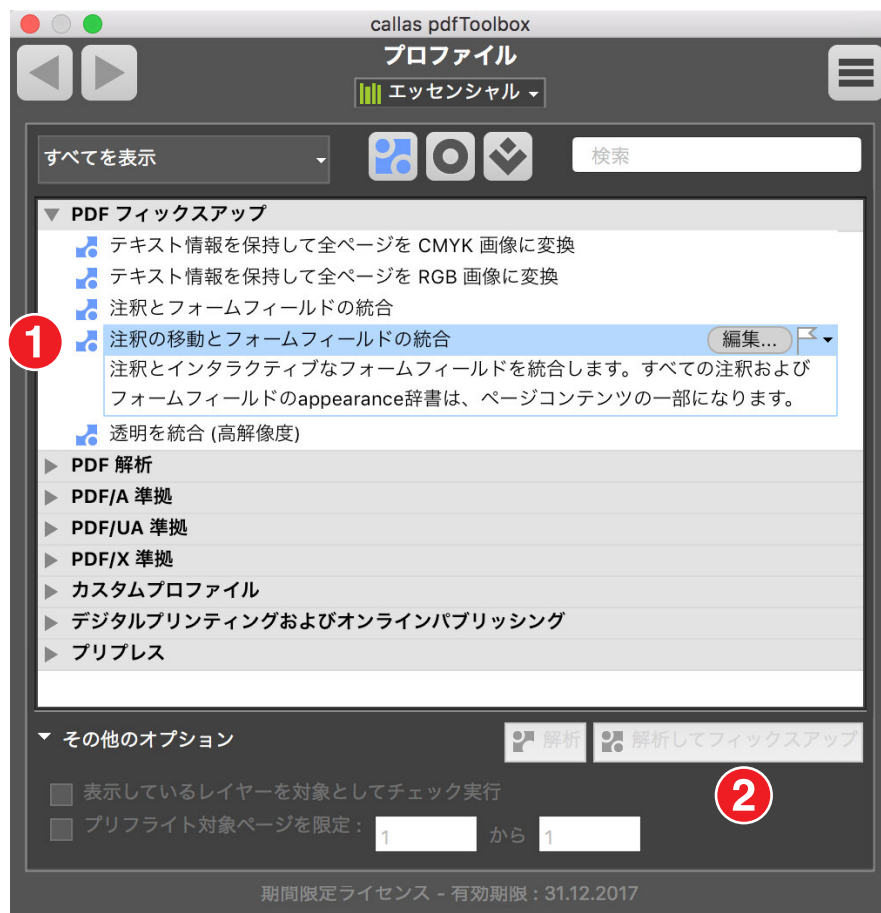 callas pdfToolbox
プロファイル
エッセンシャル
すべてを表示
検索
PDF フィックスアップ
テキスト情報を保持して全ページを CMYK 画像に変換
テキスト情報を保持して全ページを RGB 画像に変換
注釈とフォームフィールドの統合
1
注釈の移動とフォームフィールドの統合 編集...
注釈とインタラクティブなフォームフィールドを統合します。すべての注釈および
フォームフィールドのappearance辞書は、ページコンテンツの一部になります。
透明を統合 (高解像度)
PDF 解析
PDF/A 準拠
PDF/UA 準拠
PDF/X 準拠
カスタムプロファイル
デジタルプリンティングおよびオンラインパブリッシング
プリプレス
その他のオプション 解析 解析してフィックスアップ
2
表示しているレイヤーを対象としてチェック実行
プリフライト対象ページを限定 : 1 から 1
期間限定ライセンス - 有効期限 : 31.12.2017